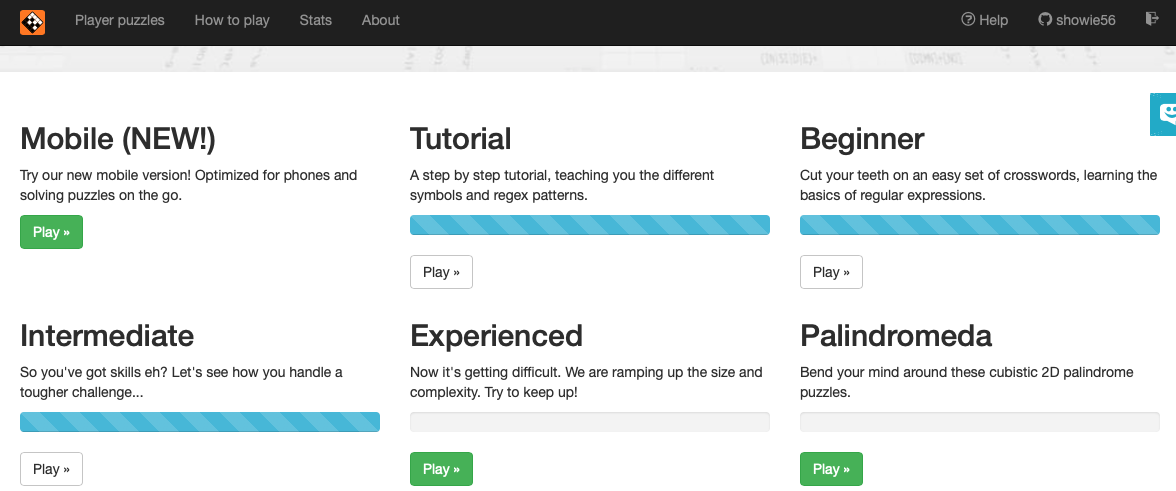 Player puzzles How to play Stats About Help showie56
Mobile (NEW!)
Try our new mobile version! Optimized for phones and
solving puzzles on the go.
Play »
Tutorial
A step by step tutorial, teaching you the different
symbols and regex patterns.
Play »
Beginner
Cut your teeth on an easy set of crosswords, learning the
basics of regular expressions.
Play »
Intermediate
So you've got skills eh? Let's see how you handle a
tougher challenge...
Play »
Experienced
Now it's getting difficult. We are ramping up the size and
complexity. Try to keep up!
Play »
Palindromeda
Bend your mind around these cubistic 2D palindrome
puzzles.
Play »